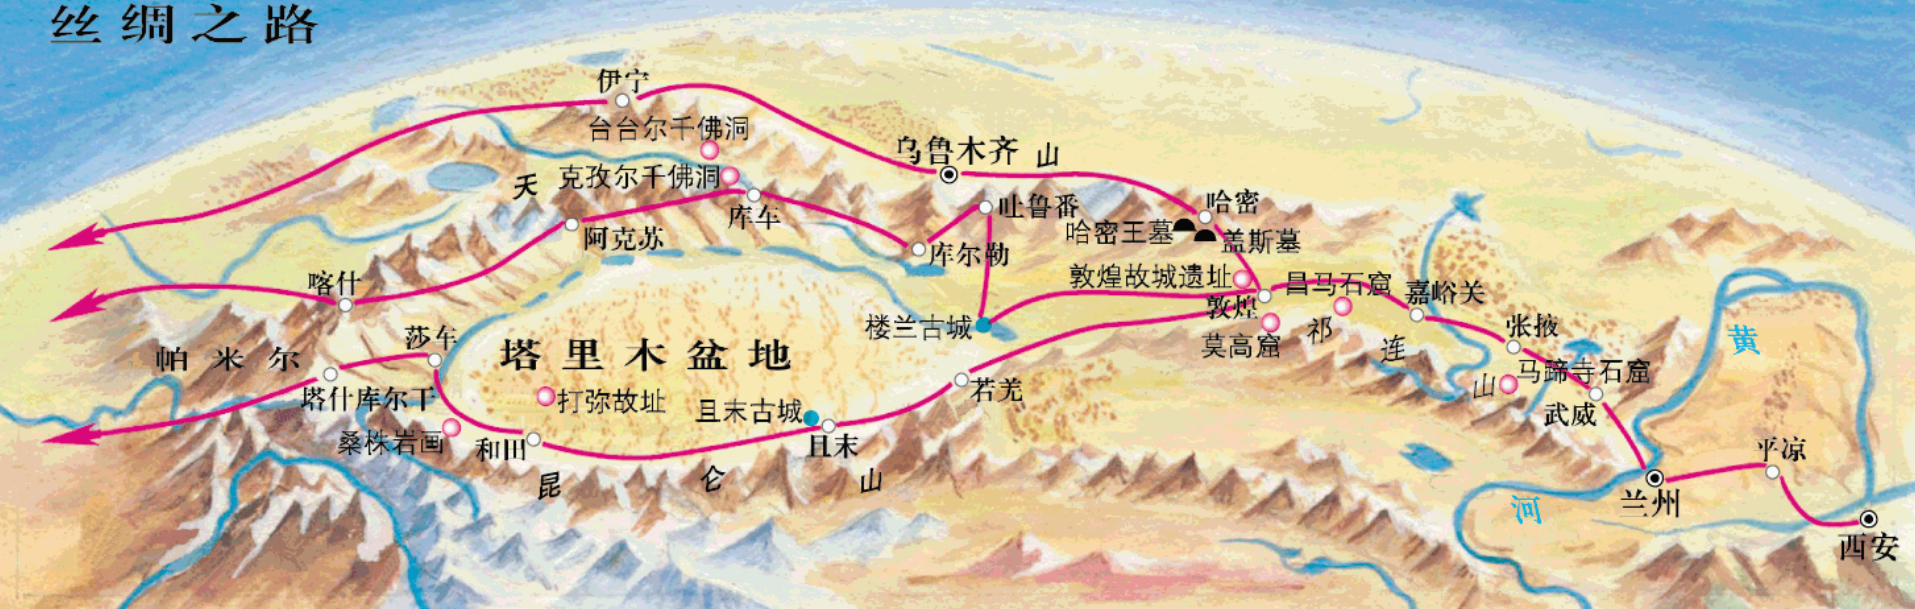 丝绸之路
伊宁
台台尔千佛洞
乌鲁木齐
山
克孜尔千佛洞
天
库车
吐鲁番
哈密
哈密王墓
盖斯墓
阿克苏
库尔勒
喀什
敦煌故城遗址
昌马石窟
嘉峪关
敦煌
楼兰古城
莫高窟
祁
连
山
张掖
黄
莎车
帕米尔
塔里木盆地
马蹄寺石窟
塔什库尔干
打弥故址
且末古城
若羌
武威
桑株岩画
和田
且末
平凉
昆
仑
山
河
兰州
西安